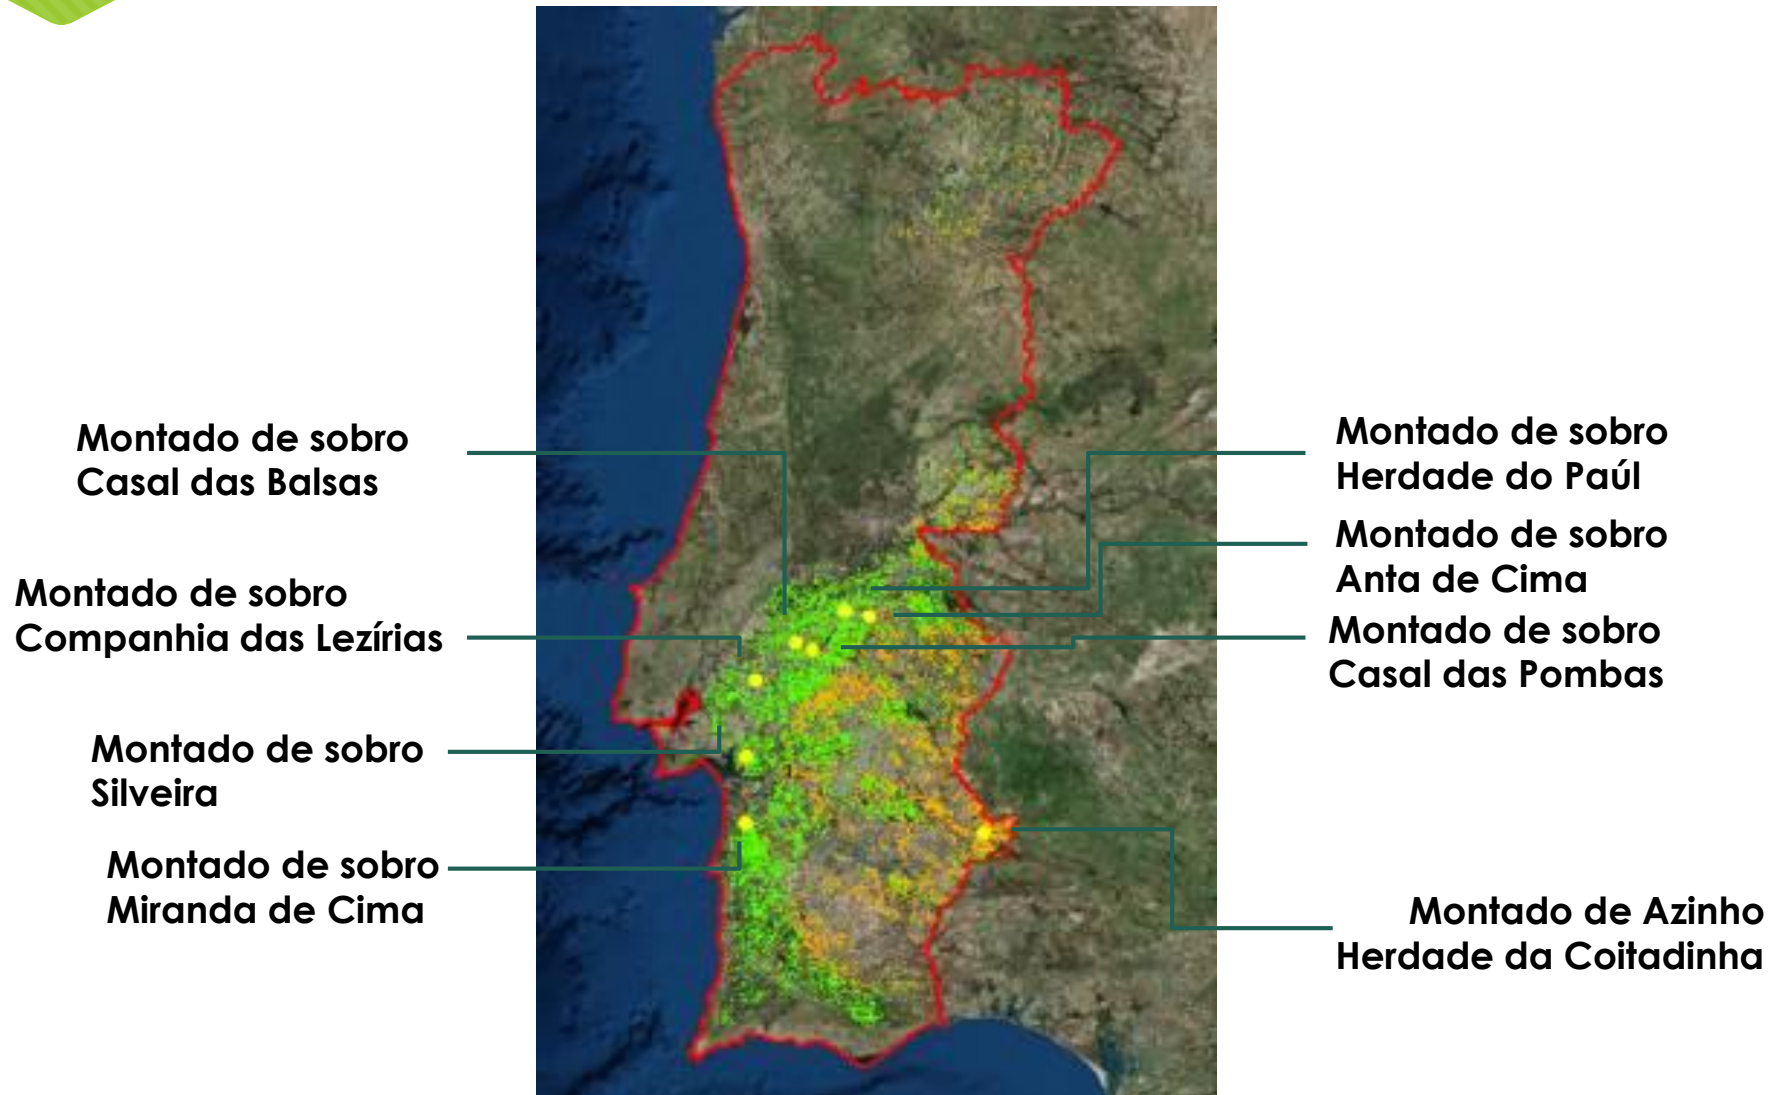 Montado de sobro
Casal das Balsas
Montado de sobro
Companhia das Lezírias
Montado de sobro
Silveira
Montado de sobro
Miranda de Cima
Montado de sobro
Herdade do Paúl
Montado de sobro
Anta de Cima
Montado de sobro
Casal das Pombas
Montado de Azinho
Herdade da Coitadinha